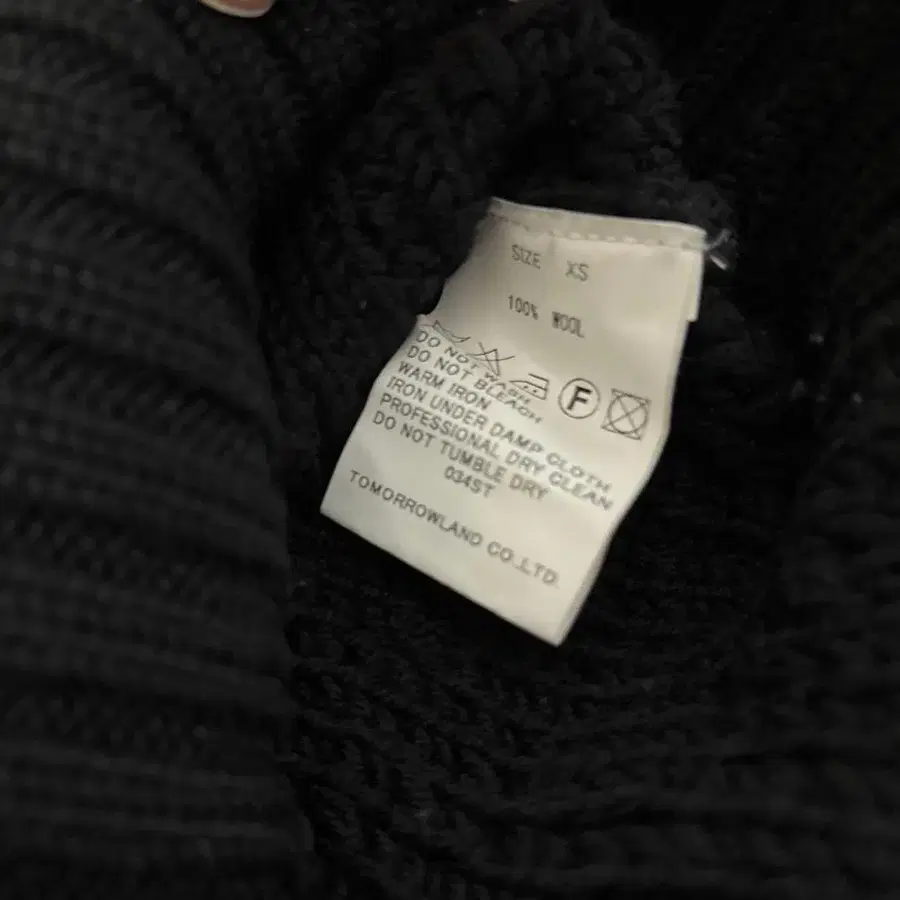 SIZE XS
100% WOOL
F
DO NOT WASH
DO NOT BLEACH
WARM IRON
IRON UNDER DAMP CLOTH
PROFESSIONAL DRY CLEAN
DO NOT TUMBLE DRY
034ST
TOMORROWLAND CO.,LTD.